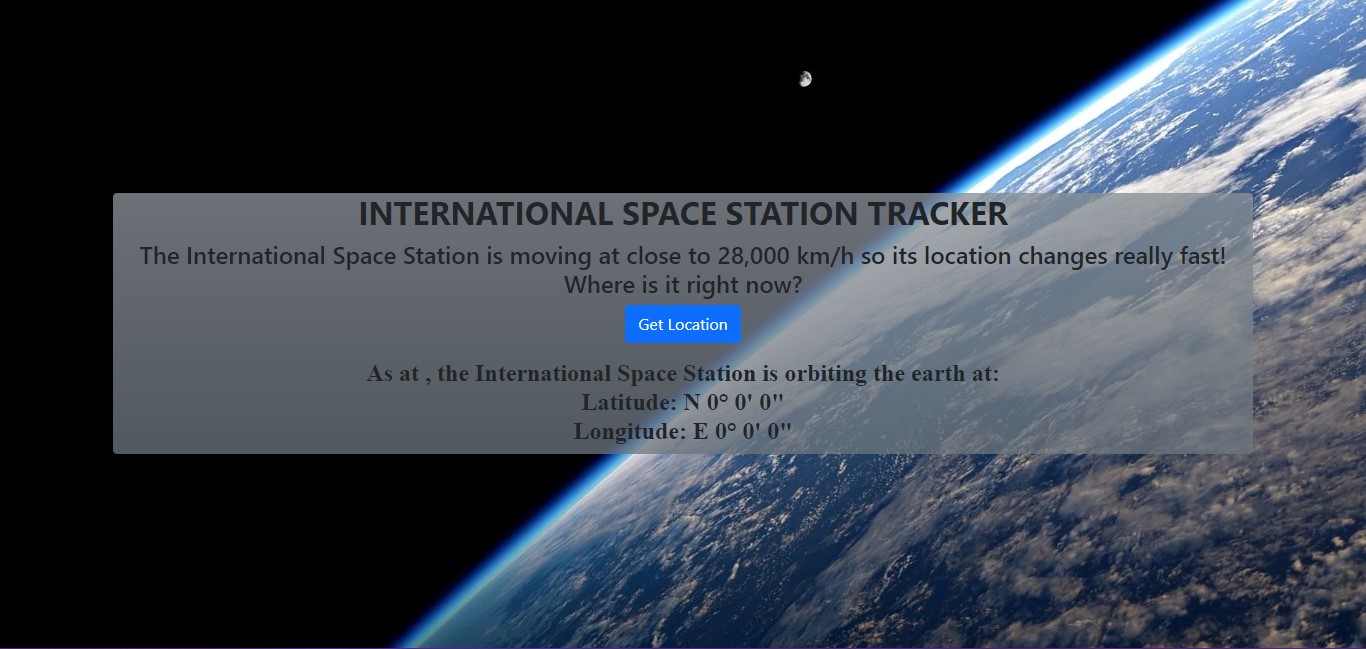 INTERNATIONAL SPACE STATION TRACKER
The International Space Station is moving at close to 28,000 km/h so its location changes really fast!
Where is it right now?
Get Location
As at , the International Space Station is orbiting the earth at:
Latitude: N 0° 0' 0"
Longitude: E 0° 0' 0"